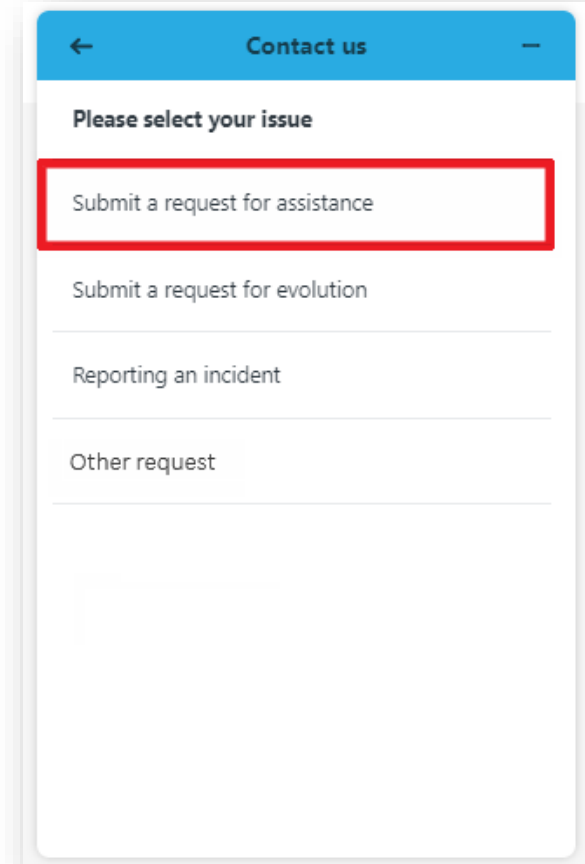 Contact us
Please select your issue
Submit a request for assistance
Submit a request for evolution
Reporting an incident
Other request